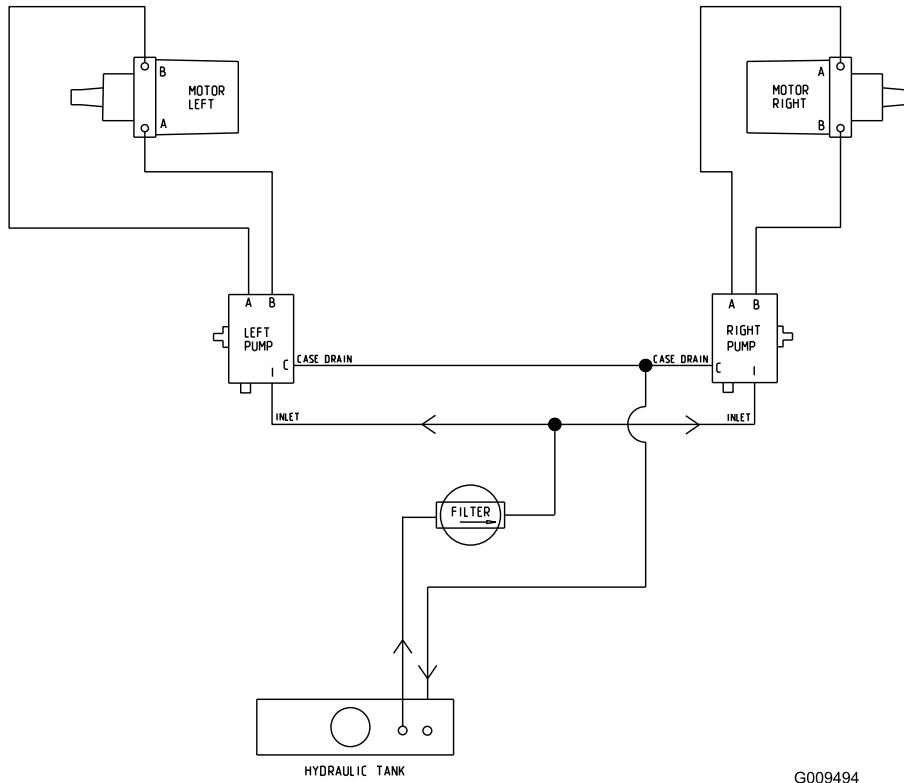 B
MOTOR
LEFT
A
A
MOTOR
RIGHT
B
A B
LEFT
PUMP
C
I
CASE DRAIN
CASE DRAIN
A B
RIGHT
PUMP
C
I
INLET
INLET
FILTER
HYDRAULIC TANK
G009494